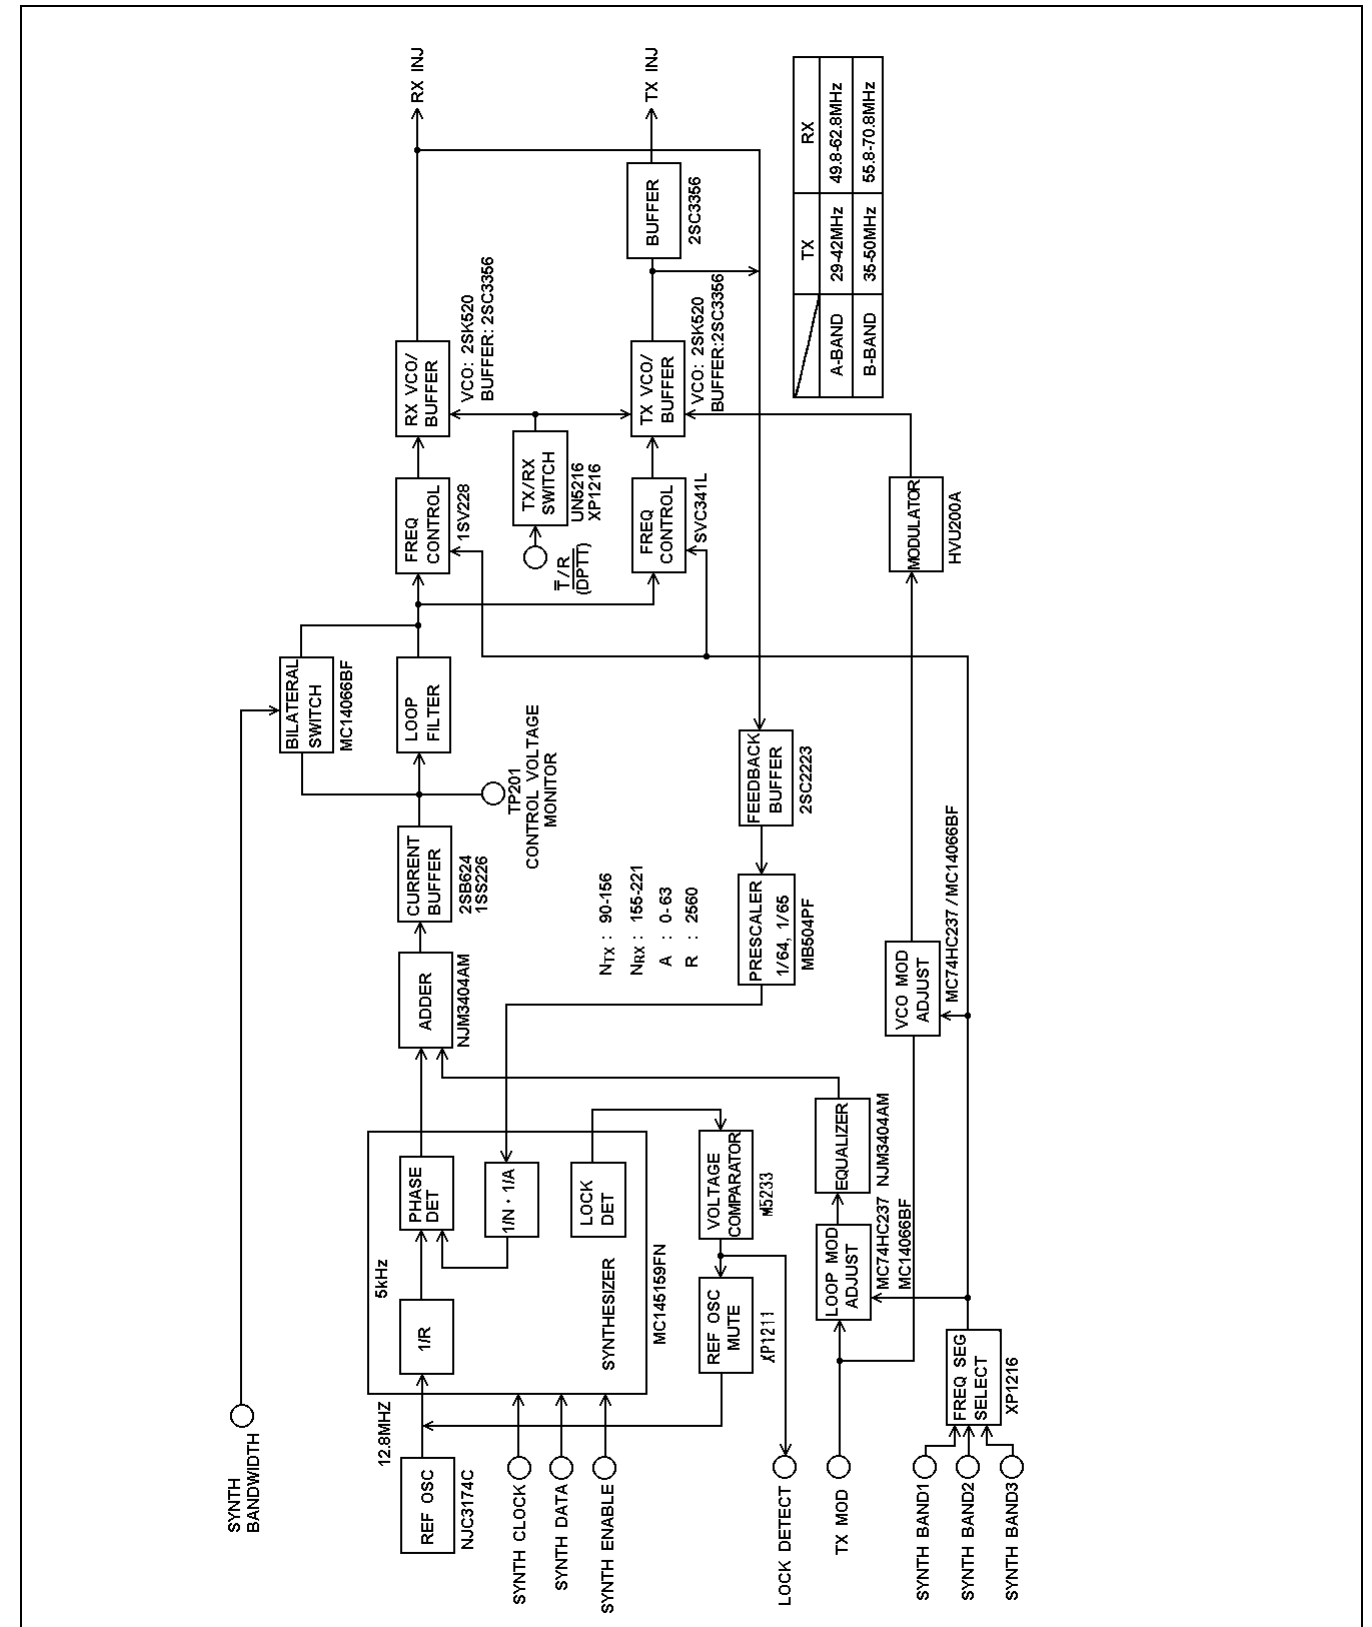 SYNTH
BANDWIDTH
REF OSC
NJC3174C
12.8MHZ
SYNTH CLOCK
SYNTH DATA
SYNTH ENABLE
1/R
5kHz
PHASE
DET
1/N · 1/A
LOCK
DET
SYNTHESIZER
MC145159FN
ADDER
NJM3404AM
CURRENT
BUFFER
2SB624
1SS226
TP201
CONTROL VOLTAGE
MONITOR
BILATERAL
SWITCH
MC14066BF
LOOP
FILTER
FREQ
CONTROL
1SV228
RX VCO/
BUFFER
VCO: 2SK520
BUFFER: 2SC3356
RX INJ
T/R
(DPTT)
TX/RX
SWITCH
UN5216
XP1216
FREQ
CONTROL
SVC341L
TX VCO/
BUFFER
VCO: 2SK520
BUFFER:2SC3356
BUFFER
2SC3356
TX INJ
NTX : 90-156
NRX : 155-221
A : 0-63
R : 2560
FEEDBACK
BUFFER
2SC2223
PRESCALER
1/64, 1/65
MB504PF
VOLTAGE
COMPARATOR
M5233
REF OSC
MUTE
XP1211
LOCK DETECT
TX MOD
LOOP MOD
ADJUST
MC74HC237
MC14066BF
EQUALIZER
NJM3404AM
VCO MOD
ADJUST
MC74HC237 / MC14066BF
MODULATOR
HVU200A
SYNTH BAND1
SYNTH BAND2
SYNTH BAND3
FREQ SEG
SELECT
XP1216
TX RX
A-BAND 29-42MHz 49.8-62.8MHz
B-BAND 35-50MHz 55.8-70.8MHz